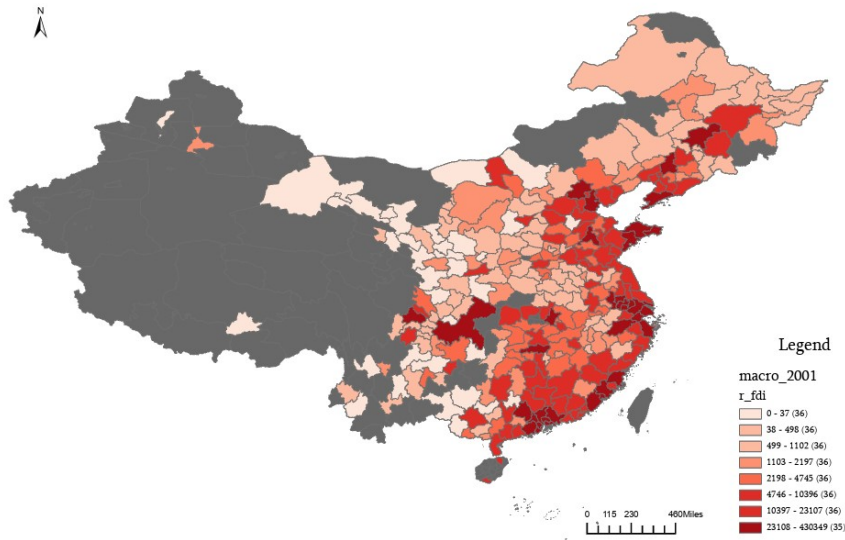 N
Legend
macro_2001
r_fdi
0 - 37 (36)
38 - 498 (36)
499 - 1102 (36)
1103 - 2197 (36)
2198 - 4745 (36)
4746 - 10396 (36)
10397 - 23107 (36)
23108 - 430349 (35)
0 115 230 460Miles